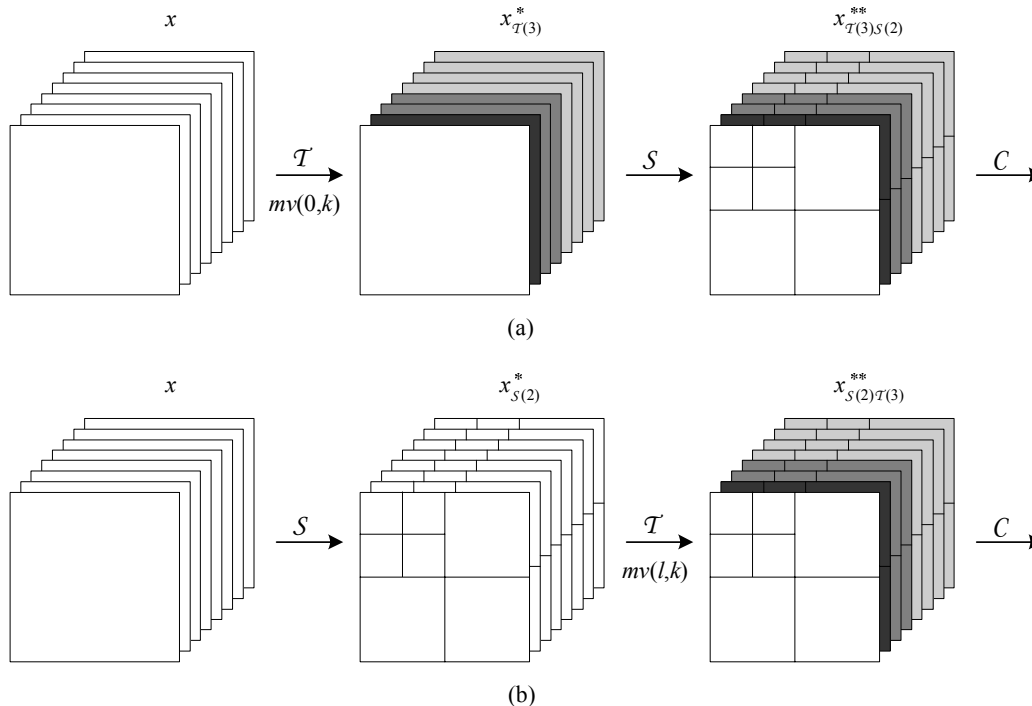 x x*𝒯(3) x**𝒯(3)𝒮(2)
𝒯 𝒮 𝒞
mv(0,k)
(a)
x x*𝒮(2) x**𝒮(2)𝒯(3)
𝒮 𝒯 𝒞
mv(l,k)
(b)